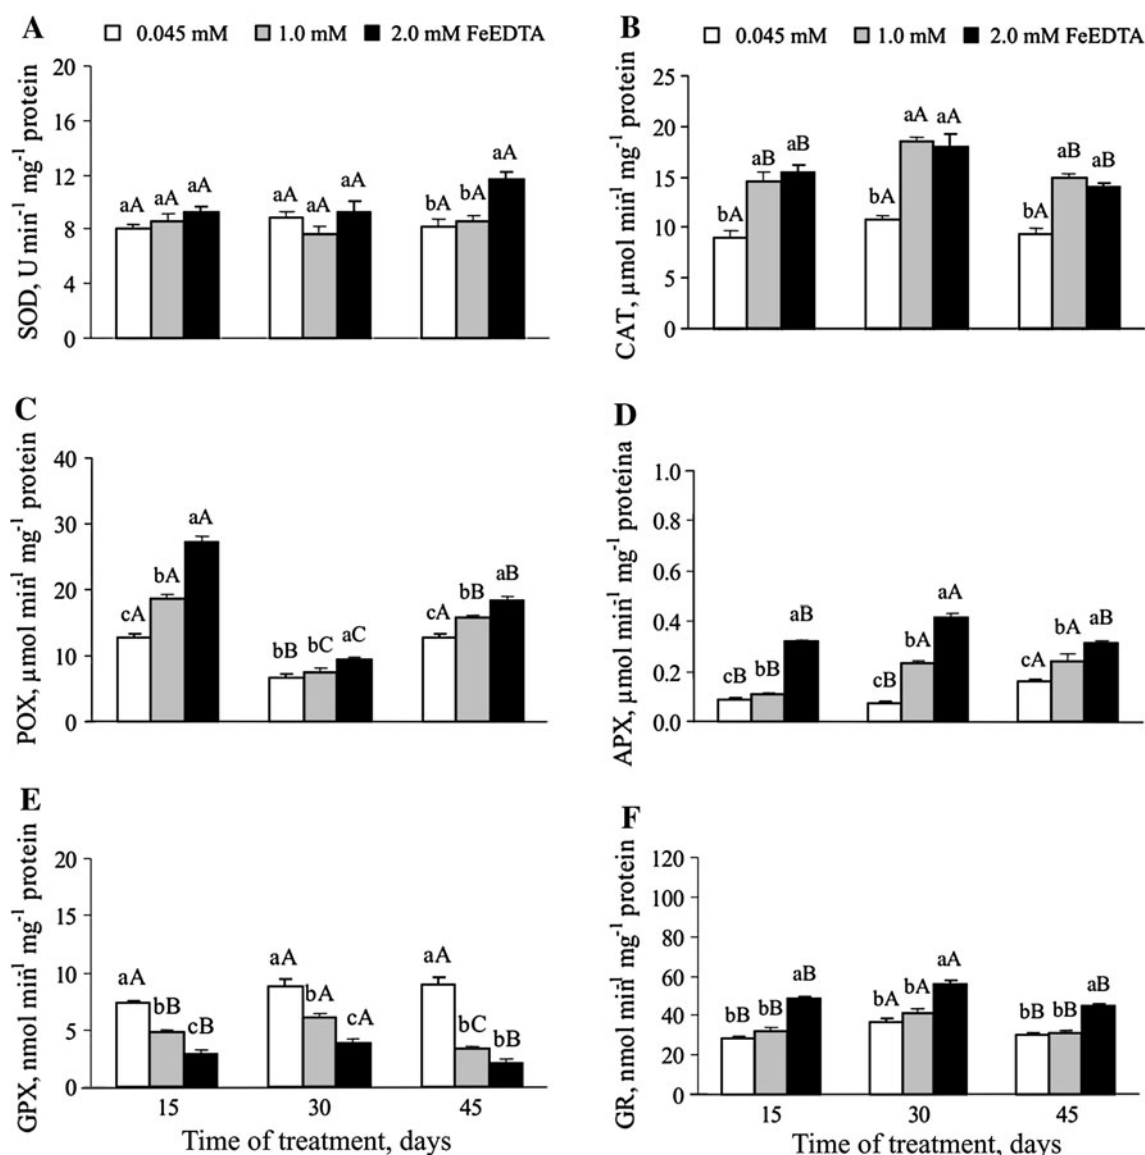 A 0.045 mM 1.0 mM 2.0 mM FeEDTA
SOD, U min⁻¹ mg⁻¹ protein
20
16
12
8
4
0
aA aA aA aA aA aA bA bA aA
B 0.045 mM 1.0 mM 2.0 mM FeEDTA
CAT, µmol min⁻¹ mg⁻¹ protein
25
20
15
10
5
0
bA aB aB bA aA aA bA aB aB
C
POX, µmol min⁻¹ mg⁻¹ protein
40
30
20
10
0
cA bA aA bB bC aC cA bB aB
D
APX, µmol min⁻¹ mg⁻¹ proteína
1.0
0.8
0.6
0.4
0.2
0.0
cB bB aB cB bA aA cA bA aB
E
GPX, nmol min⁻¹ mg⁻¹ protein
20
15
10
5
0
aA bB cB aA bA cA aA bC bB
15 30 45
Time of treatment, days
F
GR, nmol min⁻¹ mg⁻¹ protein
120
100
80
60
40
20
0
bB bB aB bA bA aA bB bB aB
15 30 45
Time of treatment, days